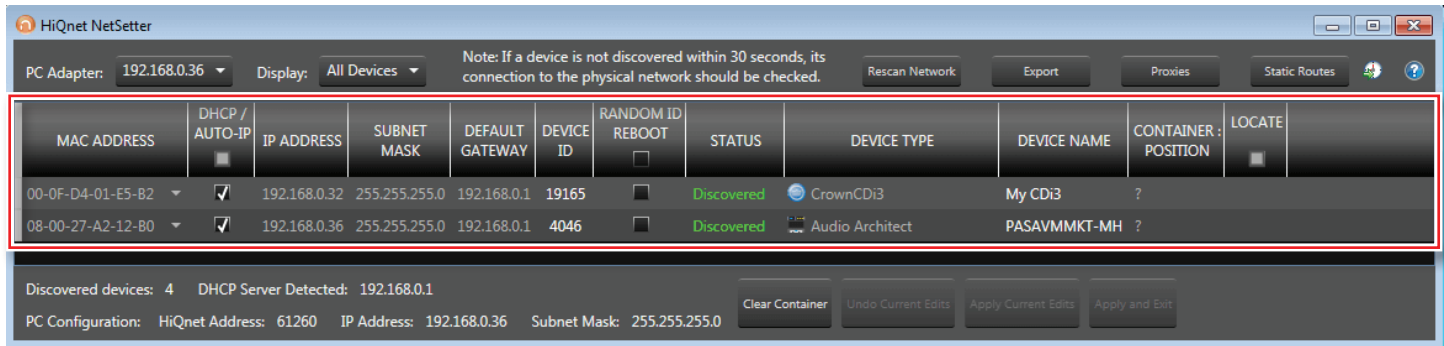 HiQnet NetSetter
PC Adapter: 192.168.0.36 Display: All Devices Note: If a device is not discovered within 30 seconds, its connection to the physical network should be checked. Rescan Network Export Proxies Static Routes ?
MAC ADDRESS DHCP / AUTO-IP IP ADDRESS SUBNET MASK DEFAULT GATEWAY DEVICE ID RANDOM ID REBOOT STATUS DEVICE TYPE DEVICE NAME CONTAINER : POSITION LOCATE
00-0F-D4-01-E5-B2 192.168.0.32 255.255.255.0 192.168.0.1 19165 Discovered CrownCDi3 My CDi3 ?
08-00-27-A2-12-B0 192.168.0.36 255.255.255.0 192.168.0.1 4046 Discovered Audio Architect PASAVMMKT-MH ?
Discovered devices: 4 DHCP Server Detected: 192.168.0.1
Clear Container Undo Current Edits Apply Current Edits Apply and Exit
PC Configuration: HiQnet Address: 61260 IP Address: 192.168.0.36 Subnet Mask: 255.255.255.0